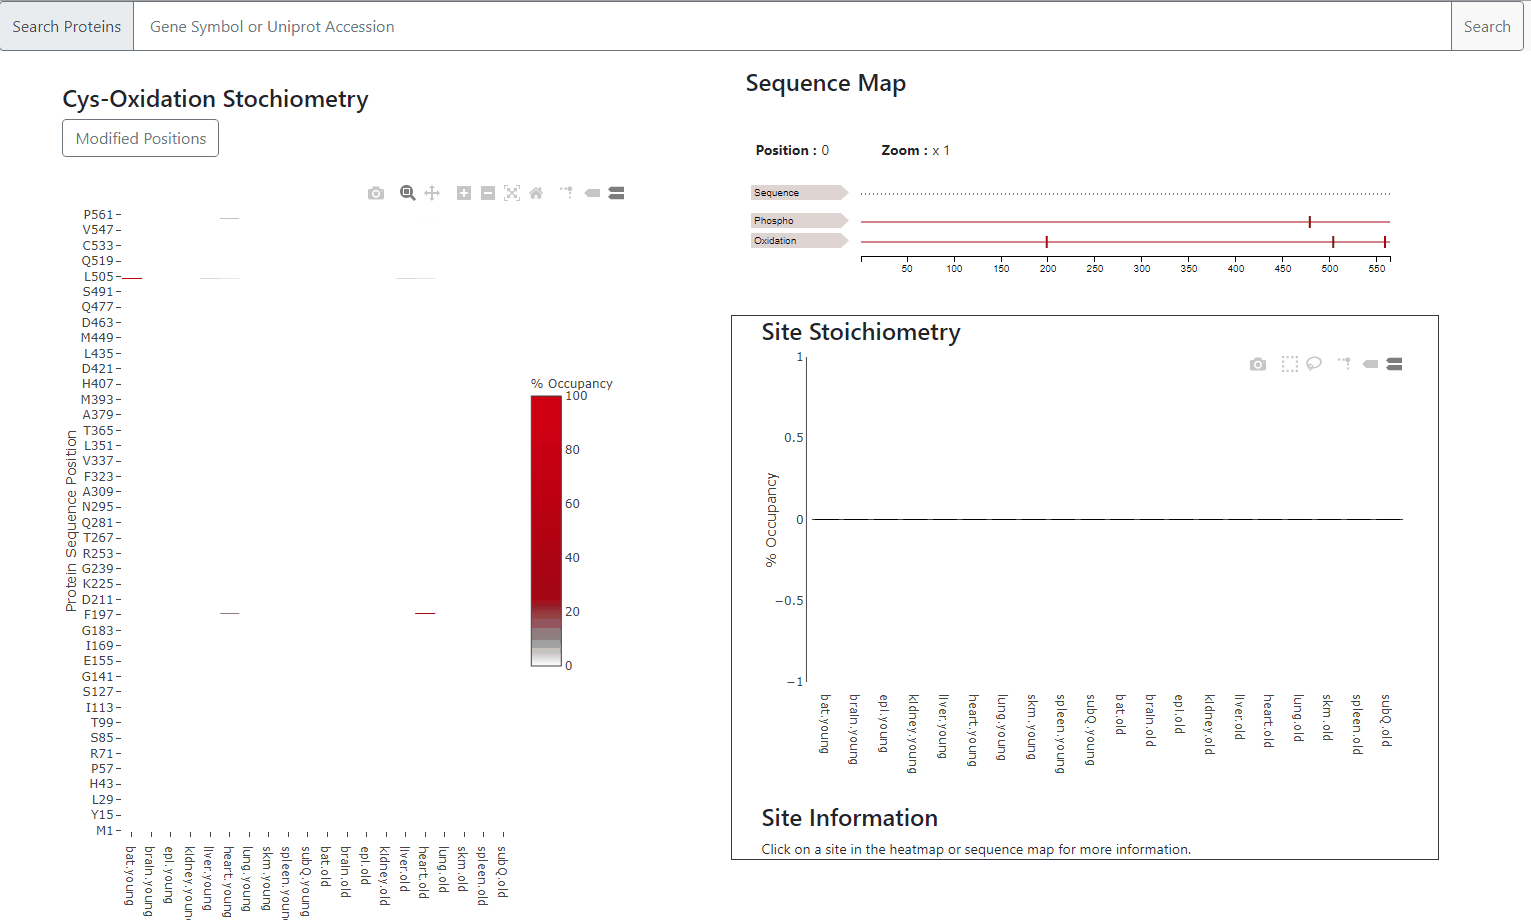 Search Proteins
Gene Symbol or Uniprot Accession
Search
Cys-Oxidation Stochiometry
Modified Positions
Protein Sequence Position
P561
V547
C533
Q519
L505
S491
Q477
D463
M449
L435
D421
H407
M393
A379
T365
L351
V337
F323
A309
N295
Q281
T267
R253
G239
K225
D211
F197
G183
I169
E155
G141
S127
I113
T99
S85
R71
P57
H43
L29
Y15
M1
bat.young
brain.young
epi.young
kidney.young
liver.young
heart.young
lung.young
skm.young
spleen.young
subQ.young
bat.old
brain.old
epi.old
kidney.old
liver.old
heart.old
lung.old
skm.old
spleen.old
subQ.old
% Occupancy
100
80
60
40
20
0
Sequence Map
Position : 0 Zoom : x 1
Sequence
Phospho
Oxidation
50 100 150 200 250 300 350 400 450 500 550
Site Stoichiometry
% Occupancy
1
0.5
0
−0.5
−1
bat.young
brain.young
epi.young
kidney.young
liver.young
heart.young
lung.young
skm.young
spleen.young
subQ.young
bat.old
brain.old
epi.old
kidney.old
liver.old
heart.old
lung.old
skm.old
spleen.old
subQ.old
Site Information
Click on a site in the heatmap or sequence map for more information.